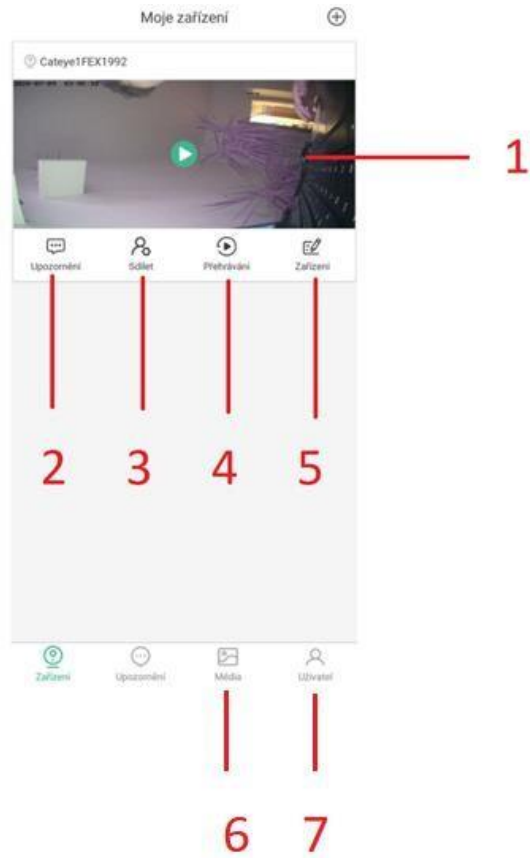 Moje zařízení
Cateye1FEX1992
1
Upozornění
Sdílet
Přehrávání
Zařízení
2 3 4 5
Zařízení
Upozornění
Média
Uživatel
6 7